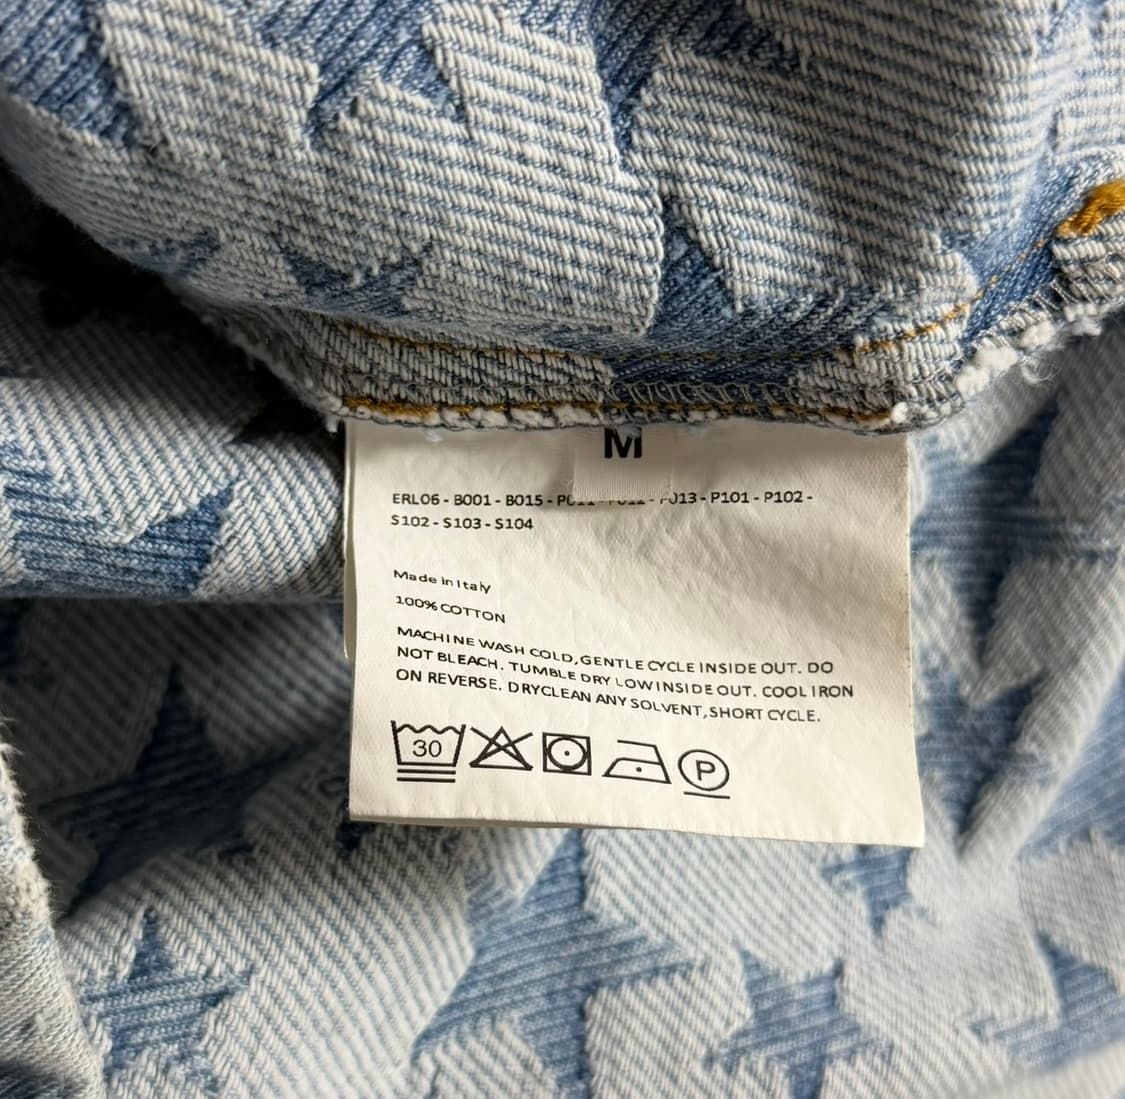 M
ERL06 - B001 - B015 - P013 - P101 - P102 -
S102 - S103 - S104
Made in Italy
100% COTTON
MACHINE WASH COLD, GENTLE CYCLE INSIDE OUT. DO
NOT BLEACH. TUMBLE DRY LOW INSIDE OUT. COOL IRON
ON REVERSE. DRYCLEAN ANY SOLVENT, SHORT CYCLE.
30 P